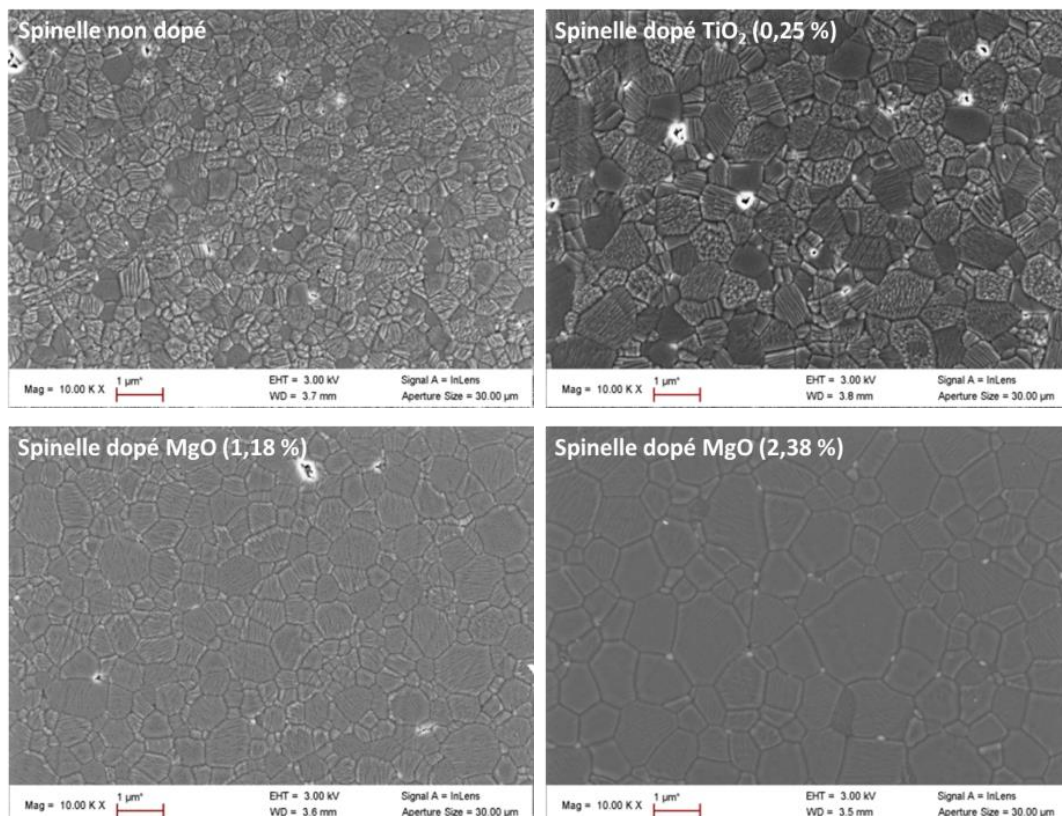 Spinelle non dopé
Mag = 10.00 K X
1 µm*
EHT = 3.00 kV
WD = 3.7 mm
Signal A = InLens
Aperture Size = 30.00 µm
Spinelle dopé TiO₂ (0,25 %)
Mag = 10.00 K X
1 µm*
EHT = 3.00 kV
WD = 3.8 mm
Signal A = InLens
Aperture Size = 30.00 µm
Spinelle dopé MgO (1,18 %)
Mag = 10.00 K X
1 µm*
EHT = 3.00 kV
WD = 3.6 mm
Signal A = InLens
Aperture Size = 30.00 µm
Spinelle dopé MgO (2,38 %)
Mag = 10.00 K X
1 µm*
EHT = 3.00 kV
WD = 3.5 mm
Signal A = InLens
Aperture Size = 30.00 µm